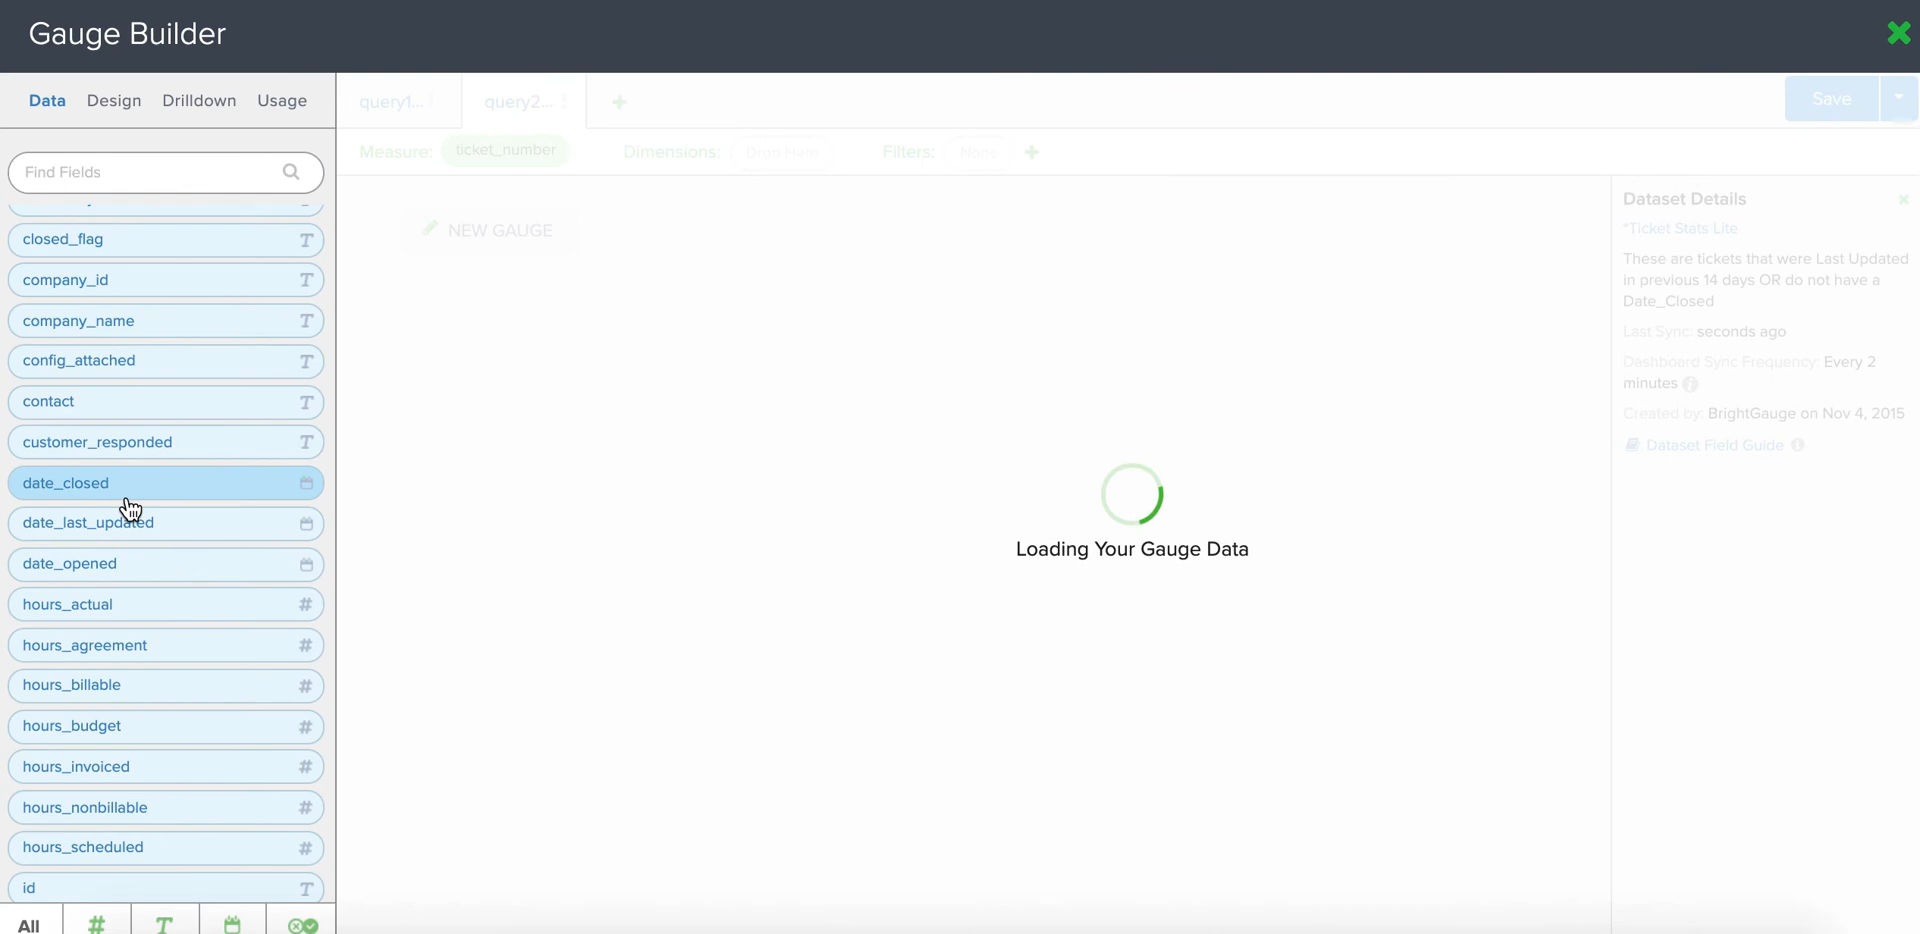 Gauge Builder
Data Design Drilldown Usage
query1... query2...
Save
Measure: ticket_number Dimensions: Drop Here Filters: None
Find Fields
closed_flag
company_id
company_name
config_attached
contact
customer_responded
date_closed
date_last_updated
date_opened
hours_actual
hours_agreement
hours_billable
hours_budget
hours_invoiced
hours_nonbillable
hours_scheduled
id
All
NEW GAUGE
Loading Your Gauge Data
Dataset Details
*Ticket Stats Lite
These are tickets that were Last Updated
in previous 14 days OR do not have a
Date_Closed
Last Sync: seconds ago
Dashboard Sync Frequency: Every 2
minutes
Created by: BrightGauge on Nov 4, 2015
Dataset Field Guide